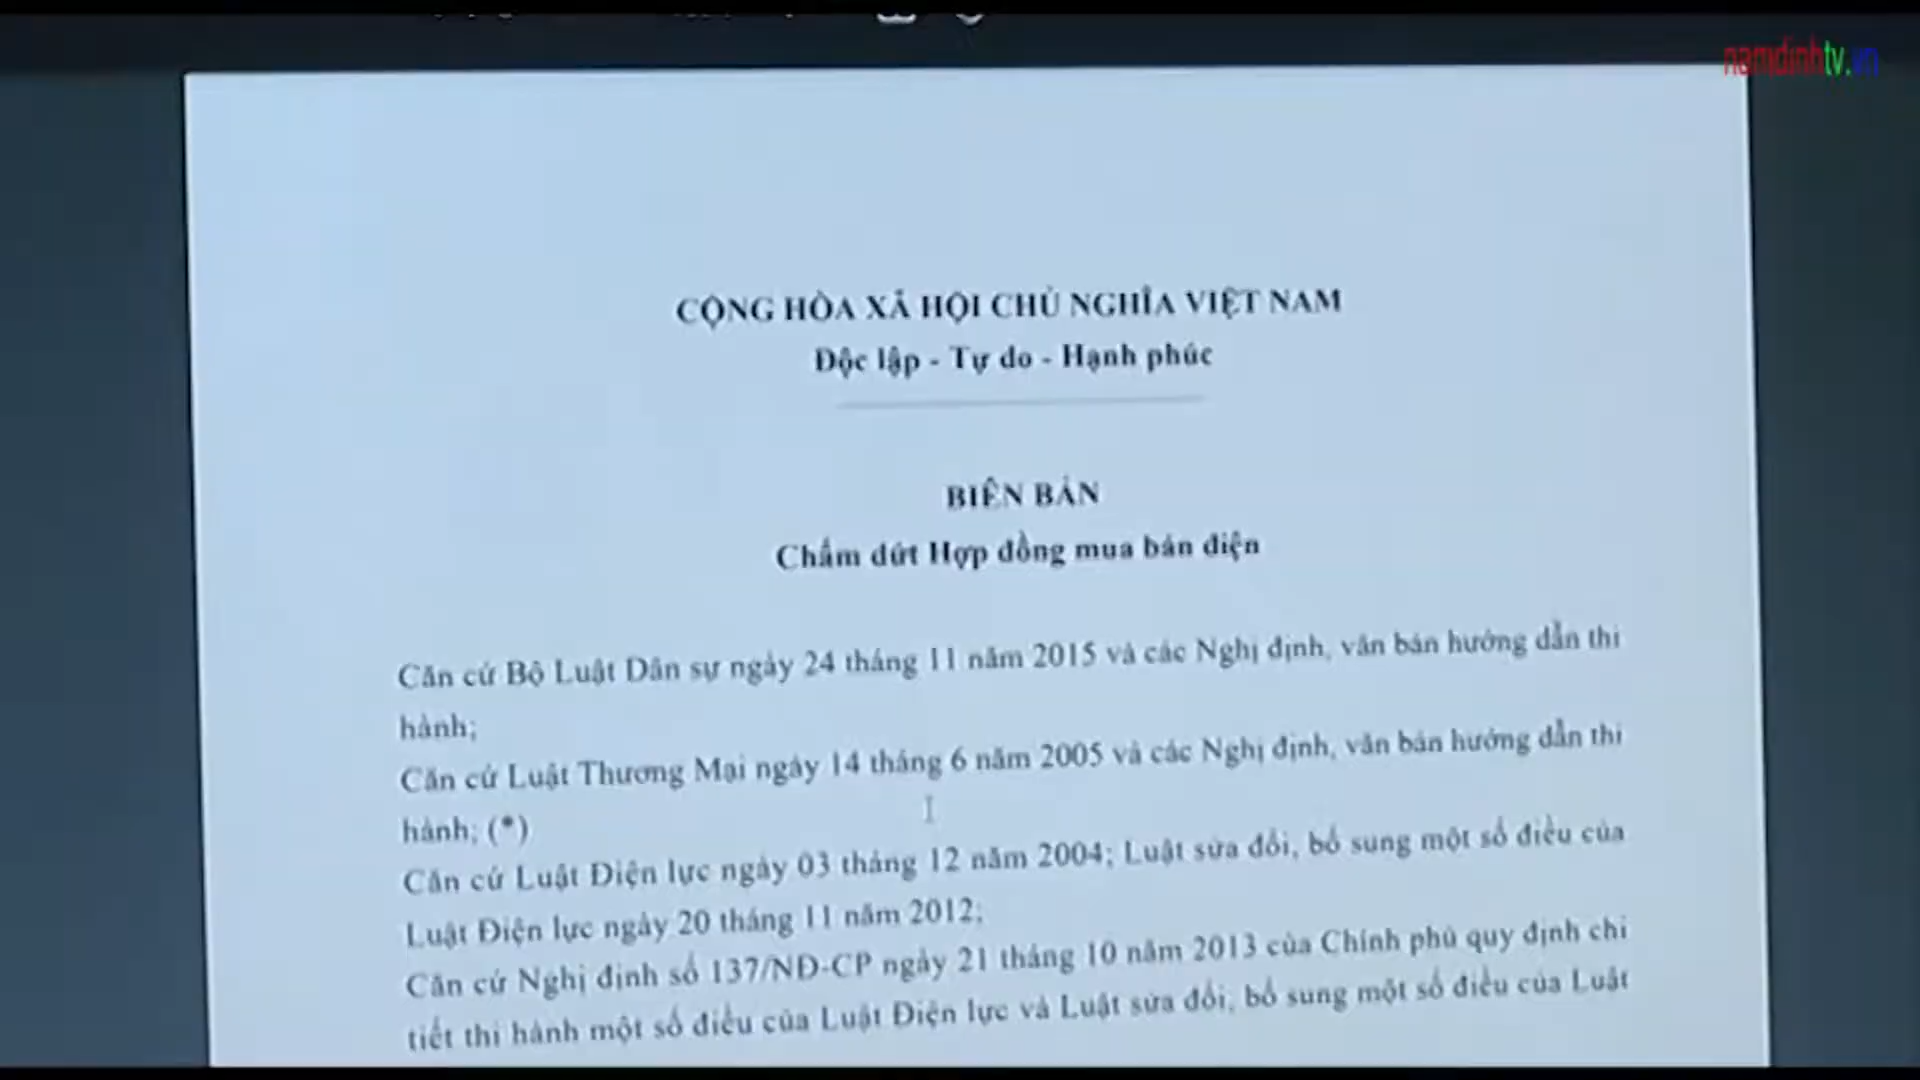 namdinhtv.vn
CỘNG HÒA XÃ HỘI CHỦ NGHĨA VIỆT NAM
Độc lập - Tự do - Hạnh phúc
BIÊN BẢN
Chấm dứt Hợp đồng mua bán điện
Căn cứ Bộ Luật Dân sự ngày 24 tháng 11 năm 2015 và các Nghị định, văn bản hướng dẫn thi
hành;
Căn cứ Luật Thương Mại ngày 14 tháng 6 năm 2005 và các Nghị định, văn bản hướng dẫn thi
hành; (*)
Căn cứ Luật Điện lực ngày 03 tháng 12 năm 2004; Luật sửa đổi, bổ sung một số điều của
Luật Điện lực ngày 20 tháng 11 năm 2012;
Căn cứ Nghị định số 137/NĐ-CP ngày 21 tháng 10 năm 2013 của Chính phủ quy định chi
tiết thi hành một số điều của Luật Điện lực và Luật sửa đổi, bổ sung một số điều của Luật